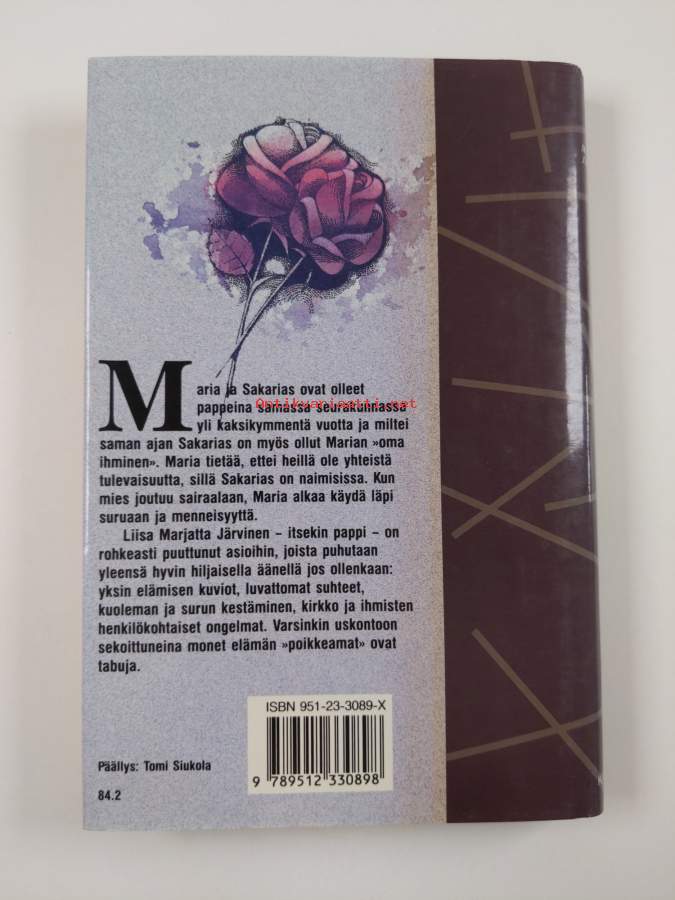 Maria ja Sakarias ovat olleet
pappeina samassa seurakunnassa
Antikvariaatti.net
yli kaksikymmentä vuotta ja miltei
saman ajan Sakarias on myös ollut Marian »oma
ihminen». Maria tietää, ettei heillä ole yhteistä
tulevaisuutta, sillä Sakarias on naimisissa. Kun
mies joutuu sairaalaan, Maria alkaa käydä läpi
suruaan ja menneisyyttä.
Liisa Marjatta Järvinen – itsekin pappi – on
rohkeasti puuttunut asioihin, joista puhutaan
yleensä hyvin hiljaisella äänellä jos ollenkaan:
yksin elämisen kuviot, luvattomat suhteet,
kuoleman ja surun kestäminen, kirkko ja ihmisten
henkilökohtaiset ongelmat. Varsinkin uskontoon
sekoittuneina monet elämän »poikkeamat» ovat
tabuja.
ISBN 951-23-3089-X
9 789512 330898
Päällys: Tomi Siukola
84.2